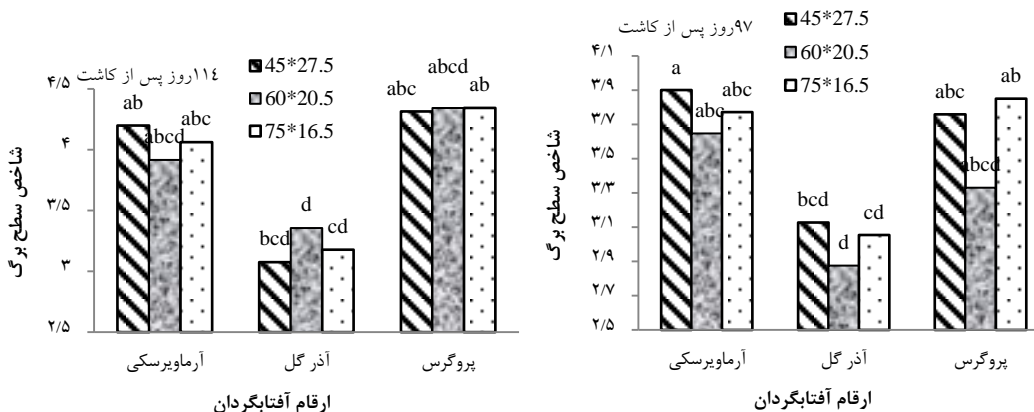 ۱۱٤روز پس از کاشت
45*27.5
60*20.5
75*16.5
شاخص سطح برگ
۴/۵
۴
۳/۵
۳
۲/۵
ab
abcd
abc
bcd
d
cd
abc
abcd
ab
آرماویرسکی
آذر گل
پروگرس
ارقام آفتابگردان
۹۷روز پس از کاشت
45*27.5
60*20.5
75*16.5
شاخص سطح برگ
۴/۱
۳/۹
۳/۷
۳/۵
۳/۳
۳/۱
۲/۹
۲/۷
۲/۵
a
abc
abc
bcd
d
cd
abc
abcd
ab
آرماویرسکی
آذر گل
پروگرس
ارقام آفتابگردان